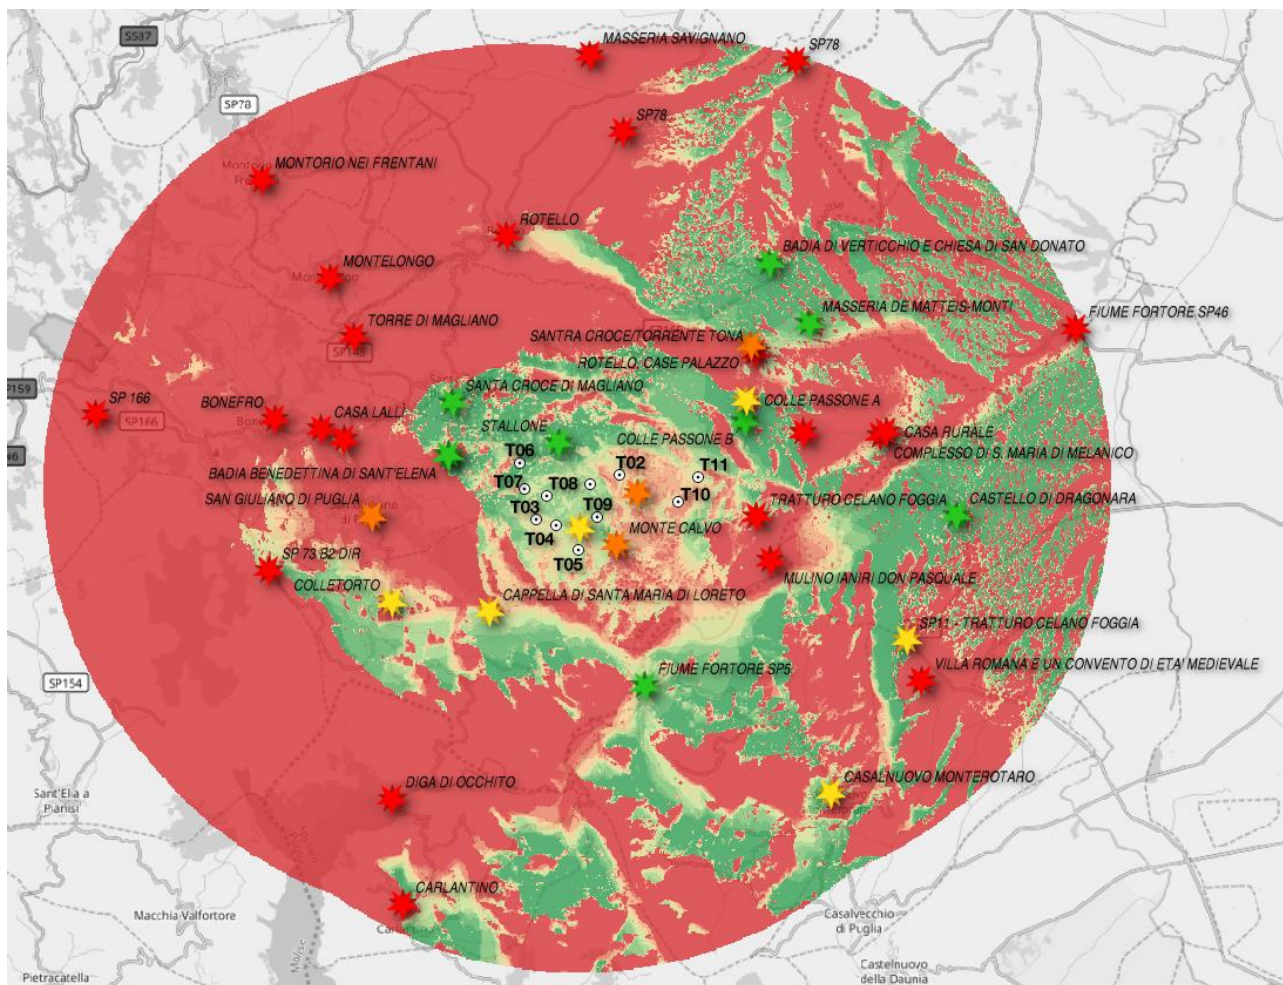 SS87
MASSERIA SAVIGNANO
SP78
SP78
SP78
MONTORIO NEI FRENTANI
ROTELLO
BADIA DI VERTICCHIO E CHIESA DI SAN DONATO
MONTELONGO
MASSERIA DE MATTEIS-MONTI
TORRE DI MAGLIANO
SP148
SANTRA CROCE/TORRENTE TONA
FIUME FORTORE SP46
ROTELLO, CASE PALAZZO
P159
SANTA CROCE DI MAGLIANO
SP 166
SP166
BONEFRO
CASA LALLI
COLLE PASSONE A
STALLONE
COLLE PASSONE B
CASA RURALE
COMPLESSO DI S. MARIA DI MELANICO
46
T06
BADIA BENEDETTINA DI SANT'ELENA
T02
T11
T07
T08
SAN GIULIANO DI PUGLIA
T10
TRATTURO CELANO FOGGIA
CASTELLO DI DRAGONARA
T03
T09
T04
MONTE CALVO
T05
SP 73 B2 DIR
MULINO IANIRI DON PASQUALE
COLLETORTO
CAPPELLA DI SANTA MARIA DI LORETO
SP11 - TRATTURO CELANO FOGGIA
FIUME FORTORE SP5
VILLA ROMANA E UN CONVENTO DI ETA' MEDIEVALE
SP154
DIGA DI OCCHITO
CASALNUOVO MONTEROTARO
Sant'Elia a
Pianisi
CARLANTINO
Macchia Valfortore
Casalvecchio
di Puglia
Molise
Pietracatella
Castelnuovo
della Daunia